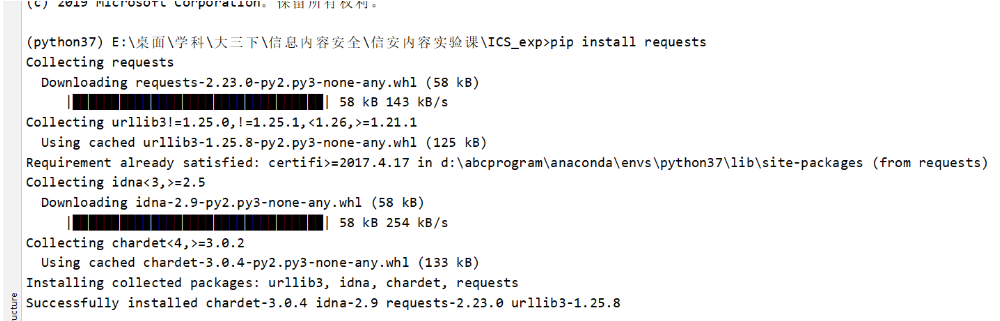 (c) 2019 Microsoft Corporation。保留所有权利。
(python37) E:\桌面\学科\大三下\信息内容安全\信安内容实验课\ICS_exp>pip install requests
Collecting requests
  Downloading requests-2.23.0-py2.py3-none-any.whl (58 kB)
     |████████████████████████████████| 58 kB 143 kB/s
Collecting urllib3!=1.25.0,!=1.25.1,<1.26,>=1.21.1
  Using cached urllib3-1.25.8-py2.py3-none-any.whl (125 kB)
Requirement already satisfied: certifi>=2017.4.17 in d:\abcprogram\anaconda\envs\python37\lib\site-packages (from requests)
Collecting idna<3,>=2.5
  Downloading idna-2.9-py2.py3-none-any.whl (58 kB)
     |████████████████████████████████| 58 kB 254 kB/s
Collecting chardet<4,>=3.0.2
  Using cached chardet-3.0.4-py2.py3-none-any.whl (133 kB)
Installing collected packages: urllib3, idna, chardet, requests
Successfully installed chardet-3.0.4 idna-2.9 requests-2.23.0 urllib3-1.25.8
ucture